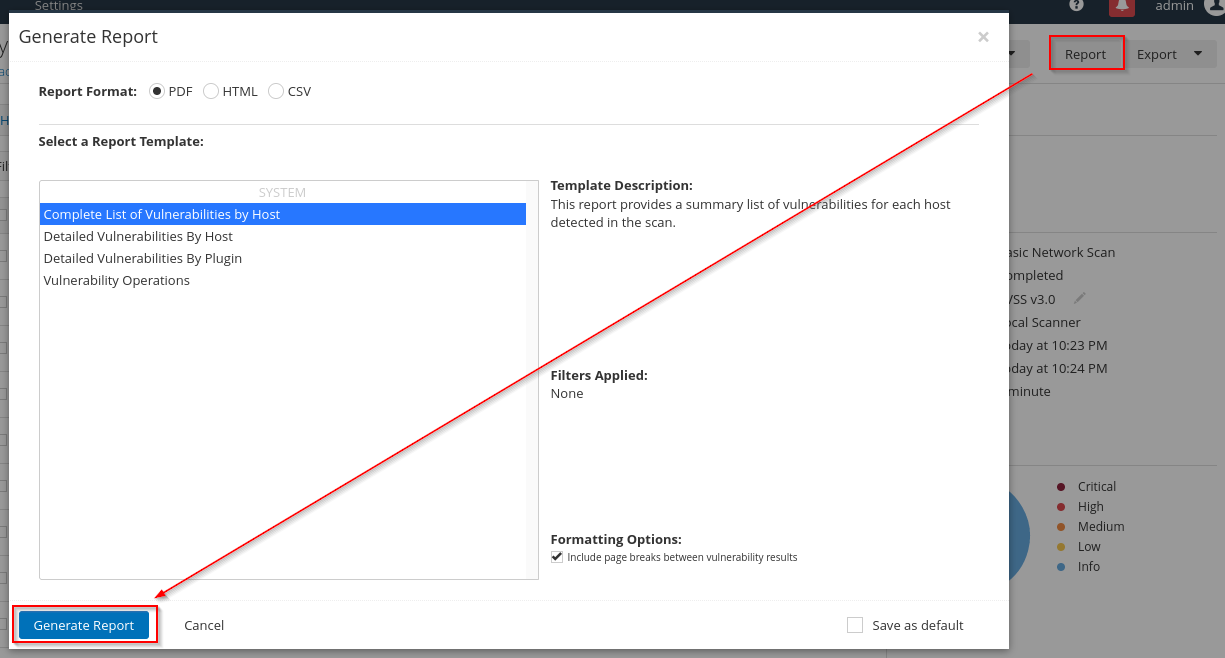 Settings
admin
Generate Report
Report
Export
Report Format: PDF HTML CSV
Select a Report Template:
SYSTEM
Complete List of Vulnerabilities by Host
Detailed Vulnerabilities By Host
Detailed Vulnerabilities By Plugin
Vulnerability Operations
Template Description:
This report provides a summary list of vulnerabilities for each host
detected in the scan.
Filters Applied:
None
Formatting Options:
Include page breaks between vulnerability results
Generate Report
Cancel
Save as default
asic Network Scan
ompleted
VSS v3.0
ocal Scanner
oday at 10:23 PM
oday at 10:24 PM
minute
Critical
High
Medium
Low
Info